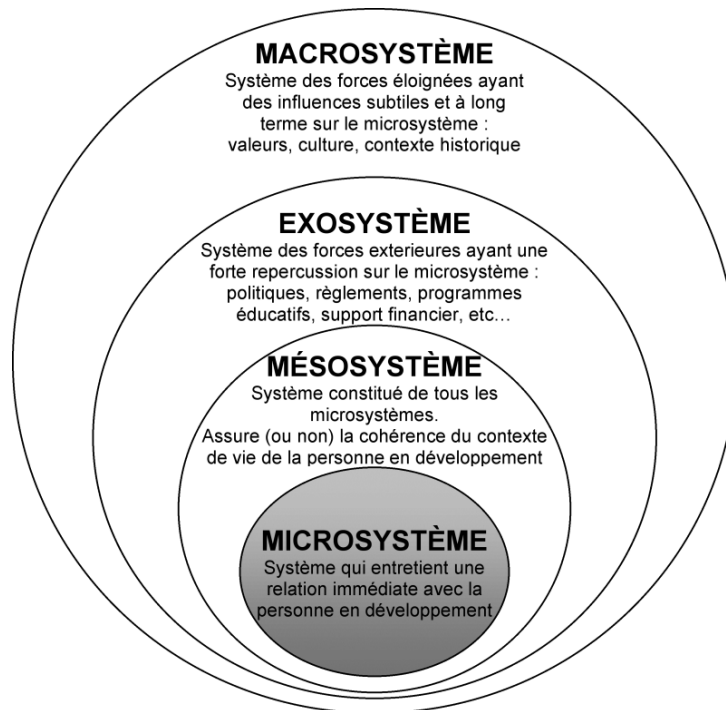 MACROSYSTÈME
Système des forces éloignées ayant
des influences subtiles et à long
terme sur le microsystème :
valeurs, culture, contexte historique
EXOSYSTÈME
Système des forces exterieures ayant une
forte repercussion sur le microsystème :
politiques, règlements, programmes
éducatifs, support financier, etc...
MÉSOSYSTÈME
Système constitué de tous les
microsystèmes.
Assure (ou non) la cohérence du contexte
de vie de la personne en développement
MICROSYSTÈME
Système qui entretient une
relation immédiate avec la
personne en développement